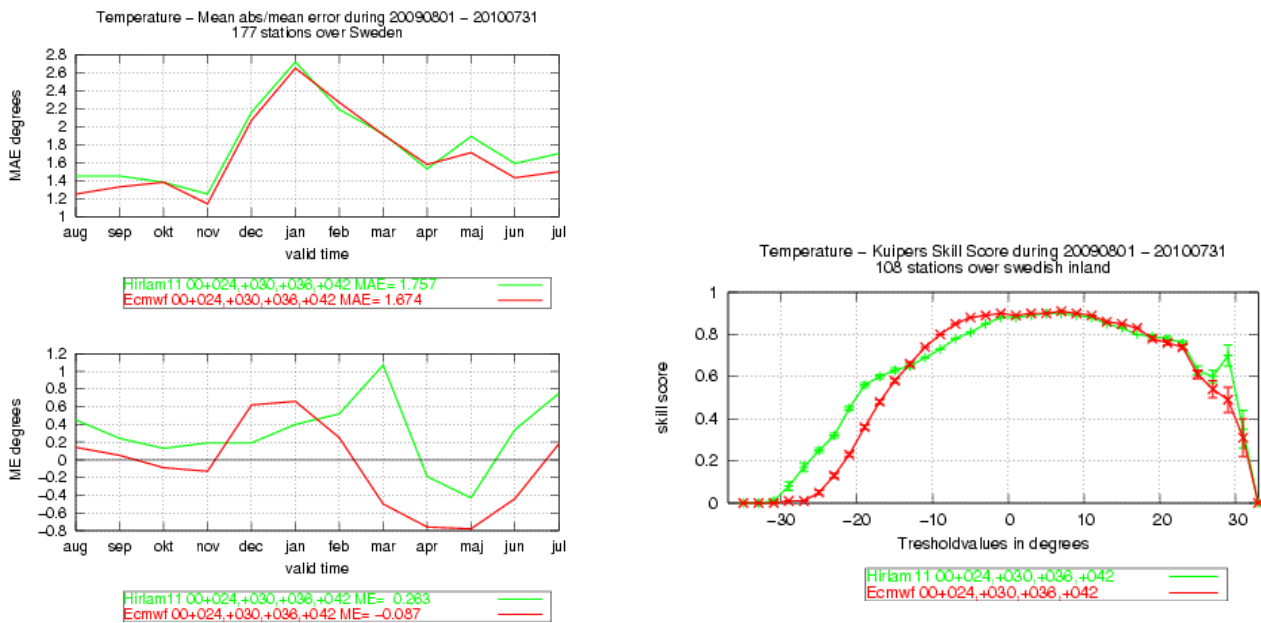 Temperature – Mean abs/mean error during 20090801 – 20100731
177 stations over Sweden
2.8
2.6
2.4
2.2
2
1.8
1.6
1.4
1.2
1
MAE degrees
aug sep okt nov dec jan feb mar apr maj jun jul
valid time
Hirlam11 00+024,+030,+036,+042 MAE= 1.757
Ecmwf 00+024,+030,+036,+042 MAE= 1.674
1.2
1
0.8
0.6
0.4
0.2
0
–0.2
–0.4
–0.6
–0.8
ME degrees
aug sep okt nov dec jan feb mar apr maj jun jul
valid time
Hirlam11 00+024,+030,+036,+042 ME= 0.263
Ecmwf 00+024,+030,+036,+042 ME= –0.087
Temperature – Kuipers Skill Score during 20090801 – 20100731
108 stations over swedish inland
1
0.8
0.6
0.4
0.2
0
skill score
–30 –20 –10 0 10 20 30
Tresholdvalues in degrees
Hirlam11 00+024,+030,+036,+042
Ecmwf 00+024,+030,+036,+042